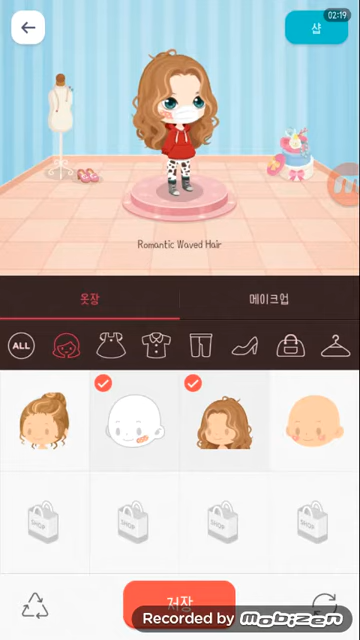 02:19
샵
Romantic Waved Hair
옷장
메이크업
ALL
SHOP
SHOP
SHOP
SHOP
저장
Recorded by
Mobizen